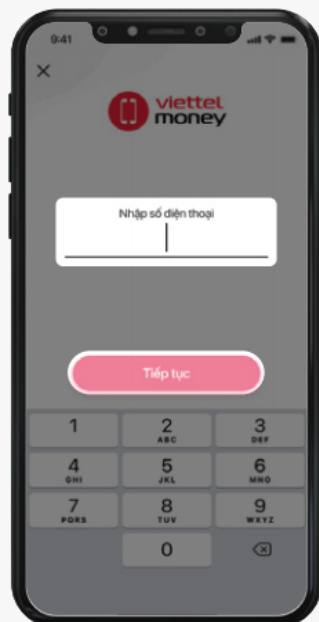 9:41
viettel
money
Nhập số điện thoại
Tiếp tục
1 2 3
ABC DEF
4 5 6
GHI JKL MNO
7 8 9
PQRS TUV WXYZ
0